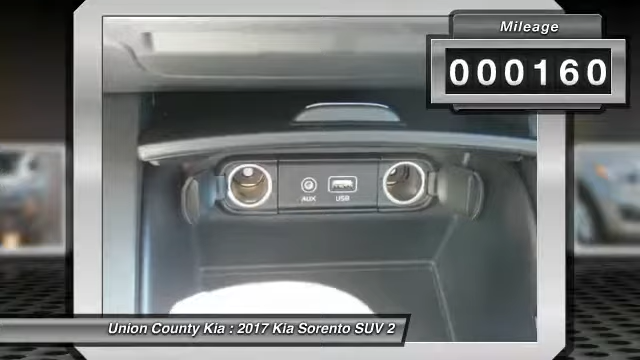 Mileage
000160
AUX USB
Union County Kia : 2017 Kia Sorento SUV 2